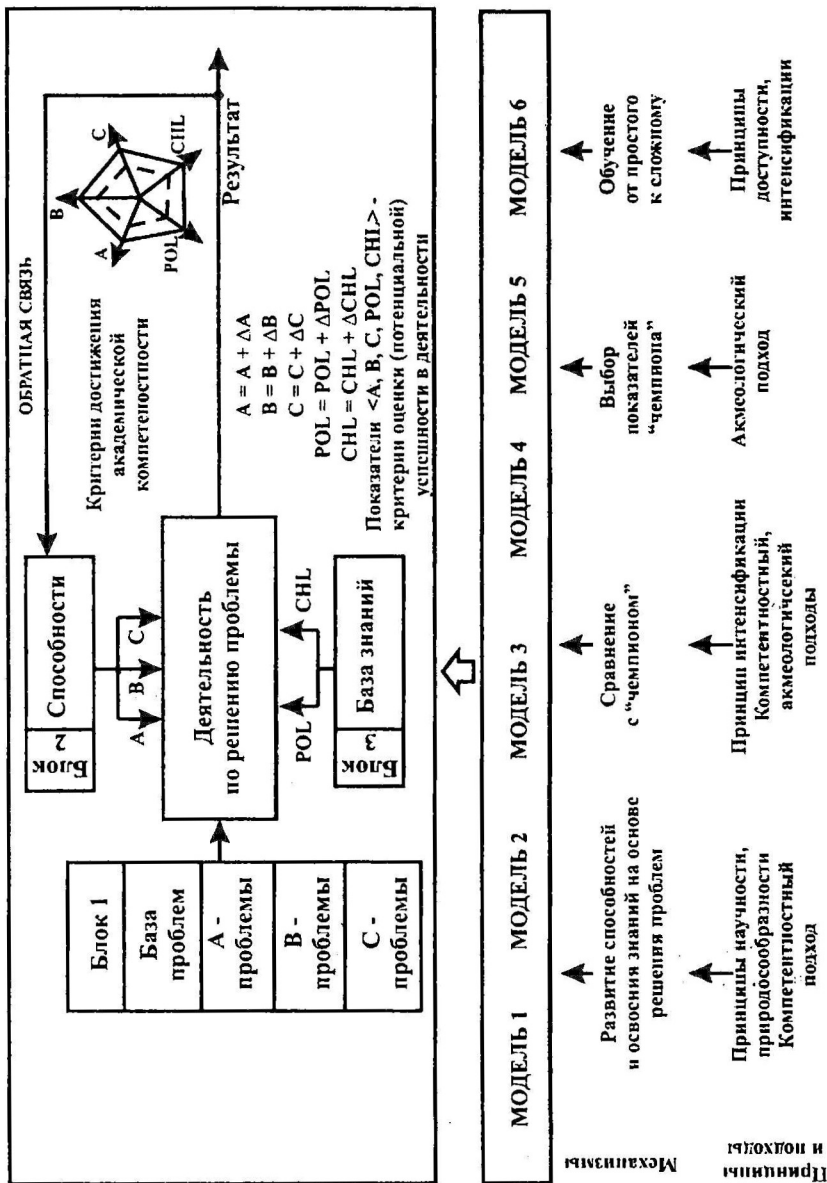 ОБРАТНАЯ СВЯЗЬ
Блок 1
База
проблем
A -
проблемы
B -
проблемы
C -
проблемы
Блок
2
Способности
A
B
C
Деятельность
по решению проблемы
POL
CHL
Блок
3
База знаний
Критерии достижения
академической
компетеностности
A
B
C
CHL
POL
Результат
A = A + ΔA
B = B + ΔB
C = C + ΔC
POL = POL + ΔPOL
CHL = CHL + ΔCHL
Показатели <A, B, C, POL, CHL> -
критерии оценки (потенциальной)
успешности в деятельности
МОДЕЛЬ 1
МОДЕЛЬ 2
МОДЕЛЬ 3
МОДЕЛЬ 4
МОДЕЛЬ 5
МОДЕЛЬ 6
Механизмы
Развитие способностей
и освоения знаний на основе
решения проблем
Сравнение
с “чемпионом”
Выбор
показателей
“чемпиона”
Обучение
от простого
к сложному
Принципы
и подходы
Принципы научности,
природосообразности
Компетентностный
подход
Принцип интенсификации
Компетентностный,
акмеологичсекий
подходы
Акмеологический
подход
Принципы
доступности,
интенсификации